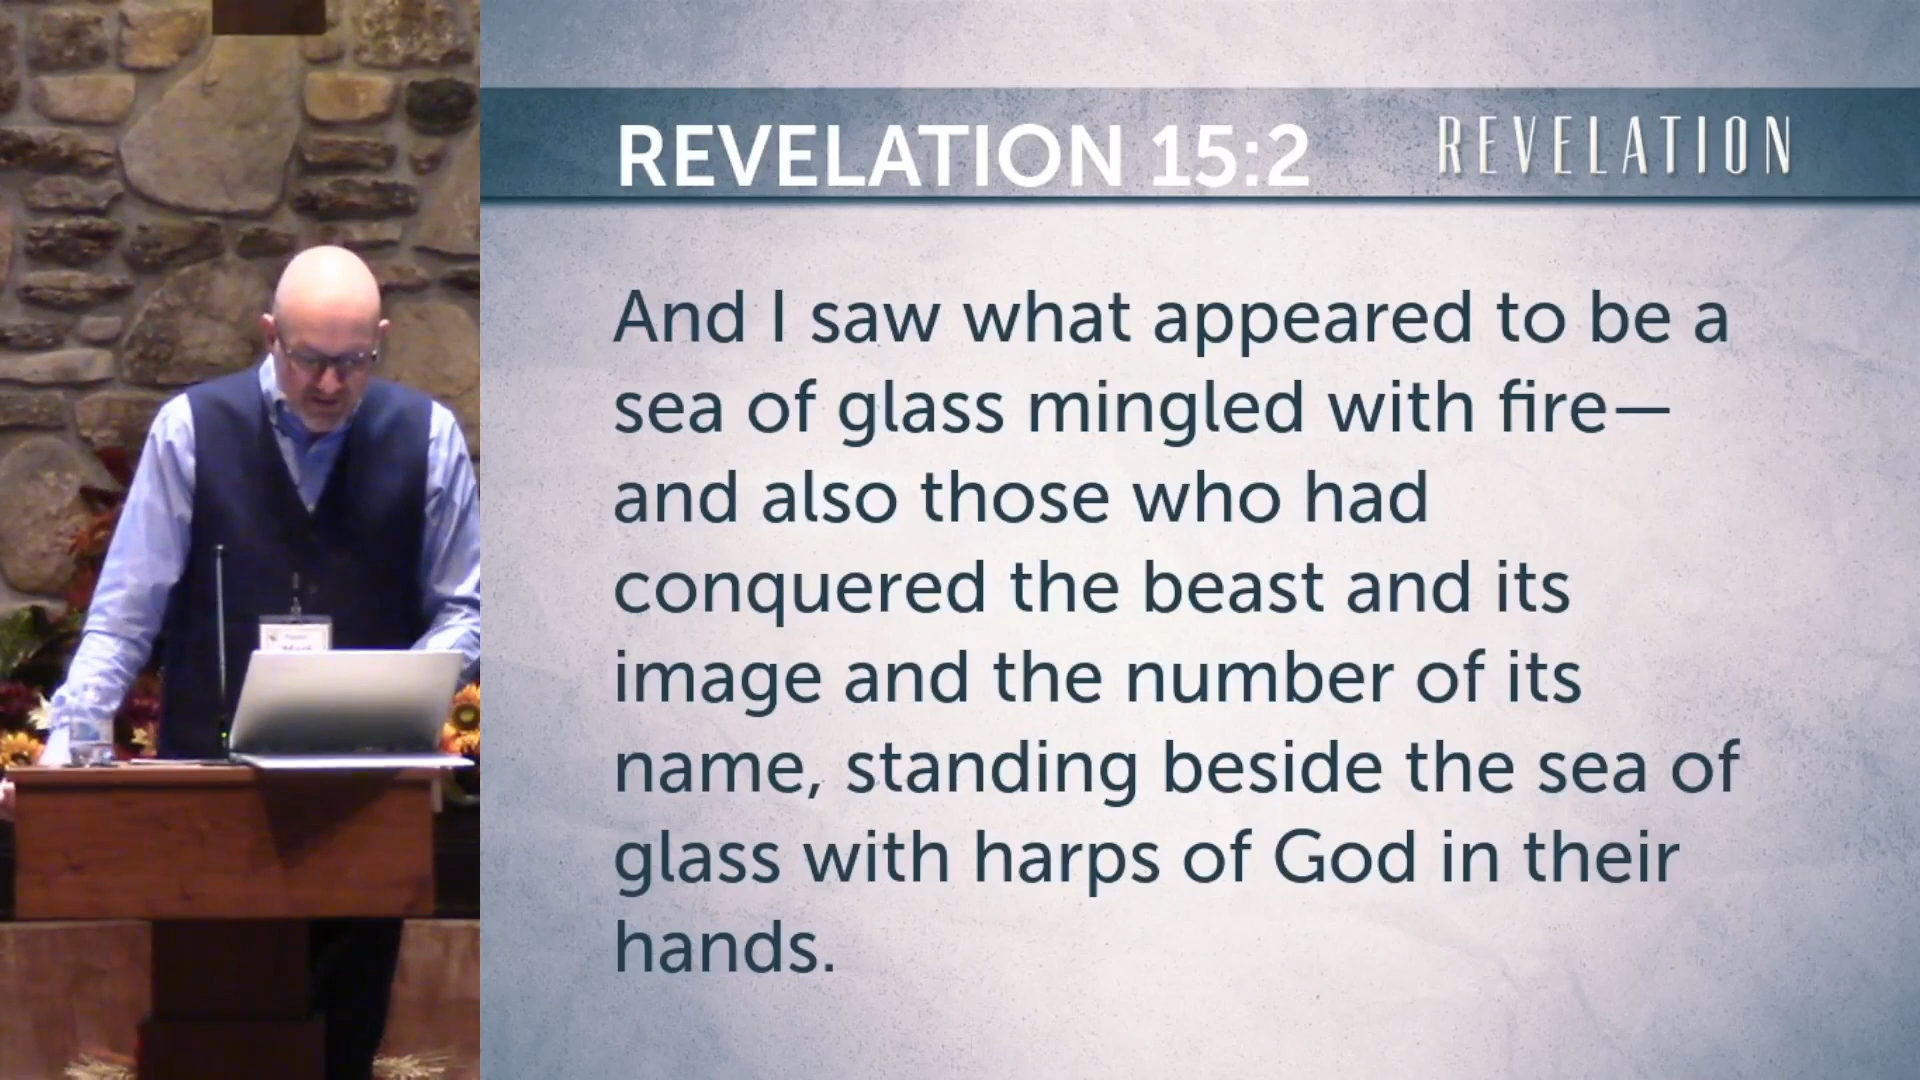 REVELATION 15:2
REVELATION
And I saw what appeared to be a
sea of glass mingled with fire—
and also those who had
conquered the beast and its
image and the number of its
name, standing beside the sea of
glass with harps of God in their
hands.